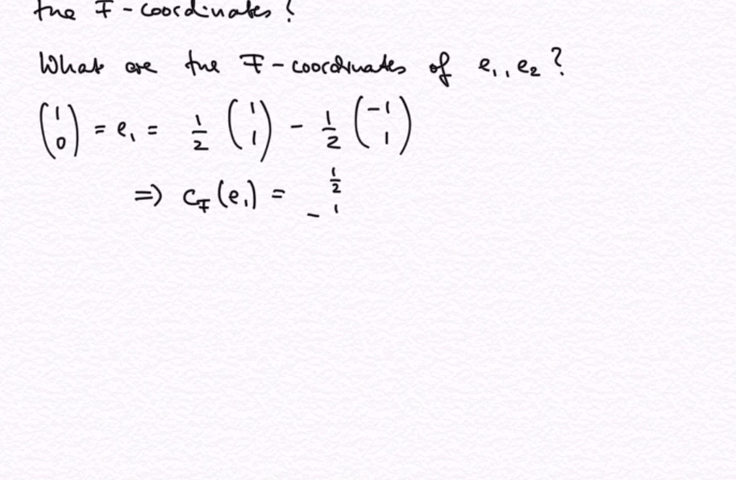 the F-coordinates?
What are the F-coordinates of e₁, e₂?
(1 0) = e₁ = 1/2 (1 1) - 1/2 (-1 1)
⇒ C_F(e₁) = 1/2 - 1